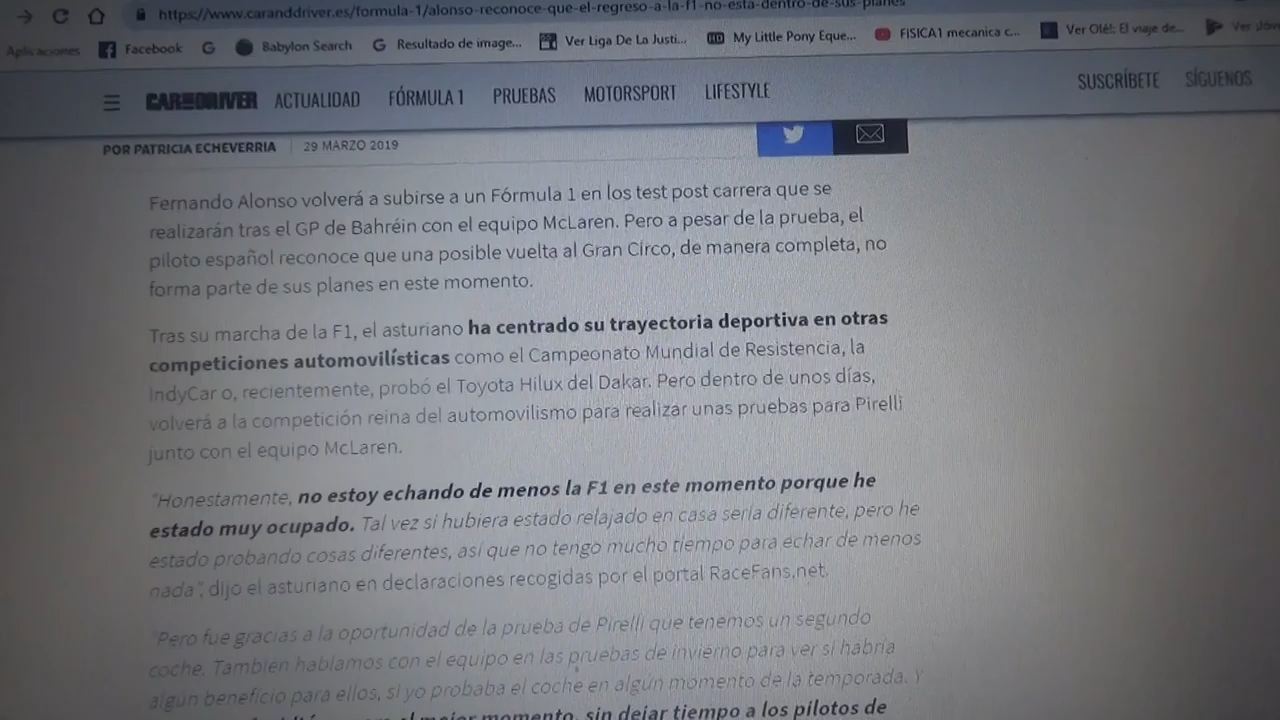 https://www.caranddriver.es/formula-1/alonso-reconoce-que-el-regreso-a-la-f1-no-esta-dentro-de-sus-planes
Aplicaciones Facebook Babylon Search Resultado de image... Ver Liga De La Justi... My Little Pony Eque... FISICA1 mecanica c... Ver Olé!: El viaje de... Ver
CAR AND DRIVER ACTUALIDAD FÓRMULA 1 PRUEBAS MOTORSPORT LIFESTYLE SUSCRÍBETE SÍGUENOS
POR PATRICIA ECHEVERRIA 29 MARZO 2019
Fernando Alonso volverá a subirse a un Fórmula 1 en los test post carrera que se
realizarán tras el GP de Bahréin con el equipo McLaren. Pero a pesar de la prueba, el
piloto español reconoce que una posible vuelta al Gran Circo, de manera completa, no
forma parte de sus planes en este momento.
Tras su marcha de la F1, el asturiano ha centrado su trayectoria deportiva en otras
competiciones automovilísticas como el Campeonato Mundial de Resistencia, la
IndyCar o, recientemente, probó el Toyota Hilux del Dakar. Pero dentro de unos días,
volverá a la competición reina del automovilismo para realizar unas pruebas para Pirelli
junto con el equipo McLaren.
"Honestamente, no estoy echando de menos la F1 en este momento porque he
estado muy ocupado. Tal vez si hubiera estado relajado en casa sería diferente, pero he
estado probando cosas diferentes, así que no tengo mucho tiempo para echar de menos
nada", dijo el asturiano en declaraciones recogidas por el portal RaceFans.net.
"Pero fue gracias a la oportunidad de la prueba de Pirelli que tenemos un segundo
coche. También hablamos con el equipo en las pruebas de invierno para ver si habría
algún beneficio para ellos, si yo probaba el coche en algún momento de la temporada. Y
el mejor momento, sin dejar tiempo a los pilotos de